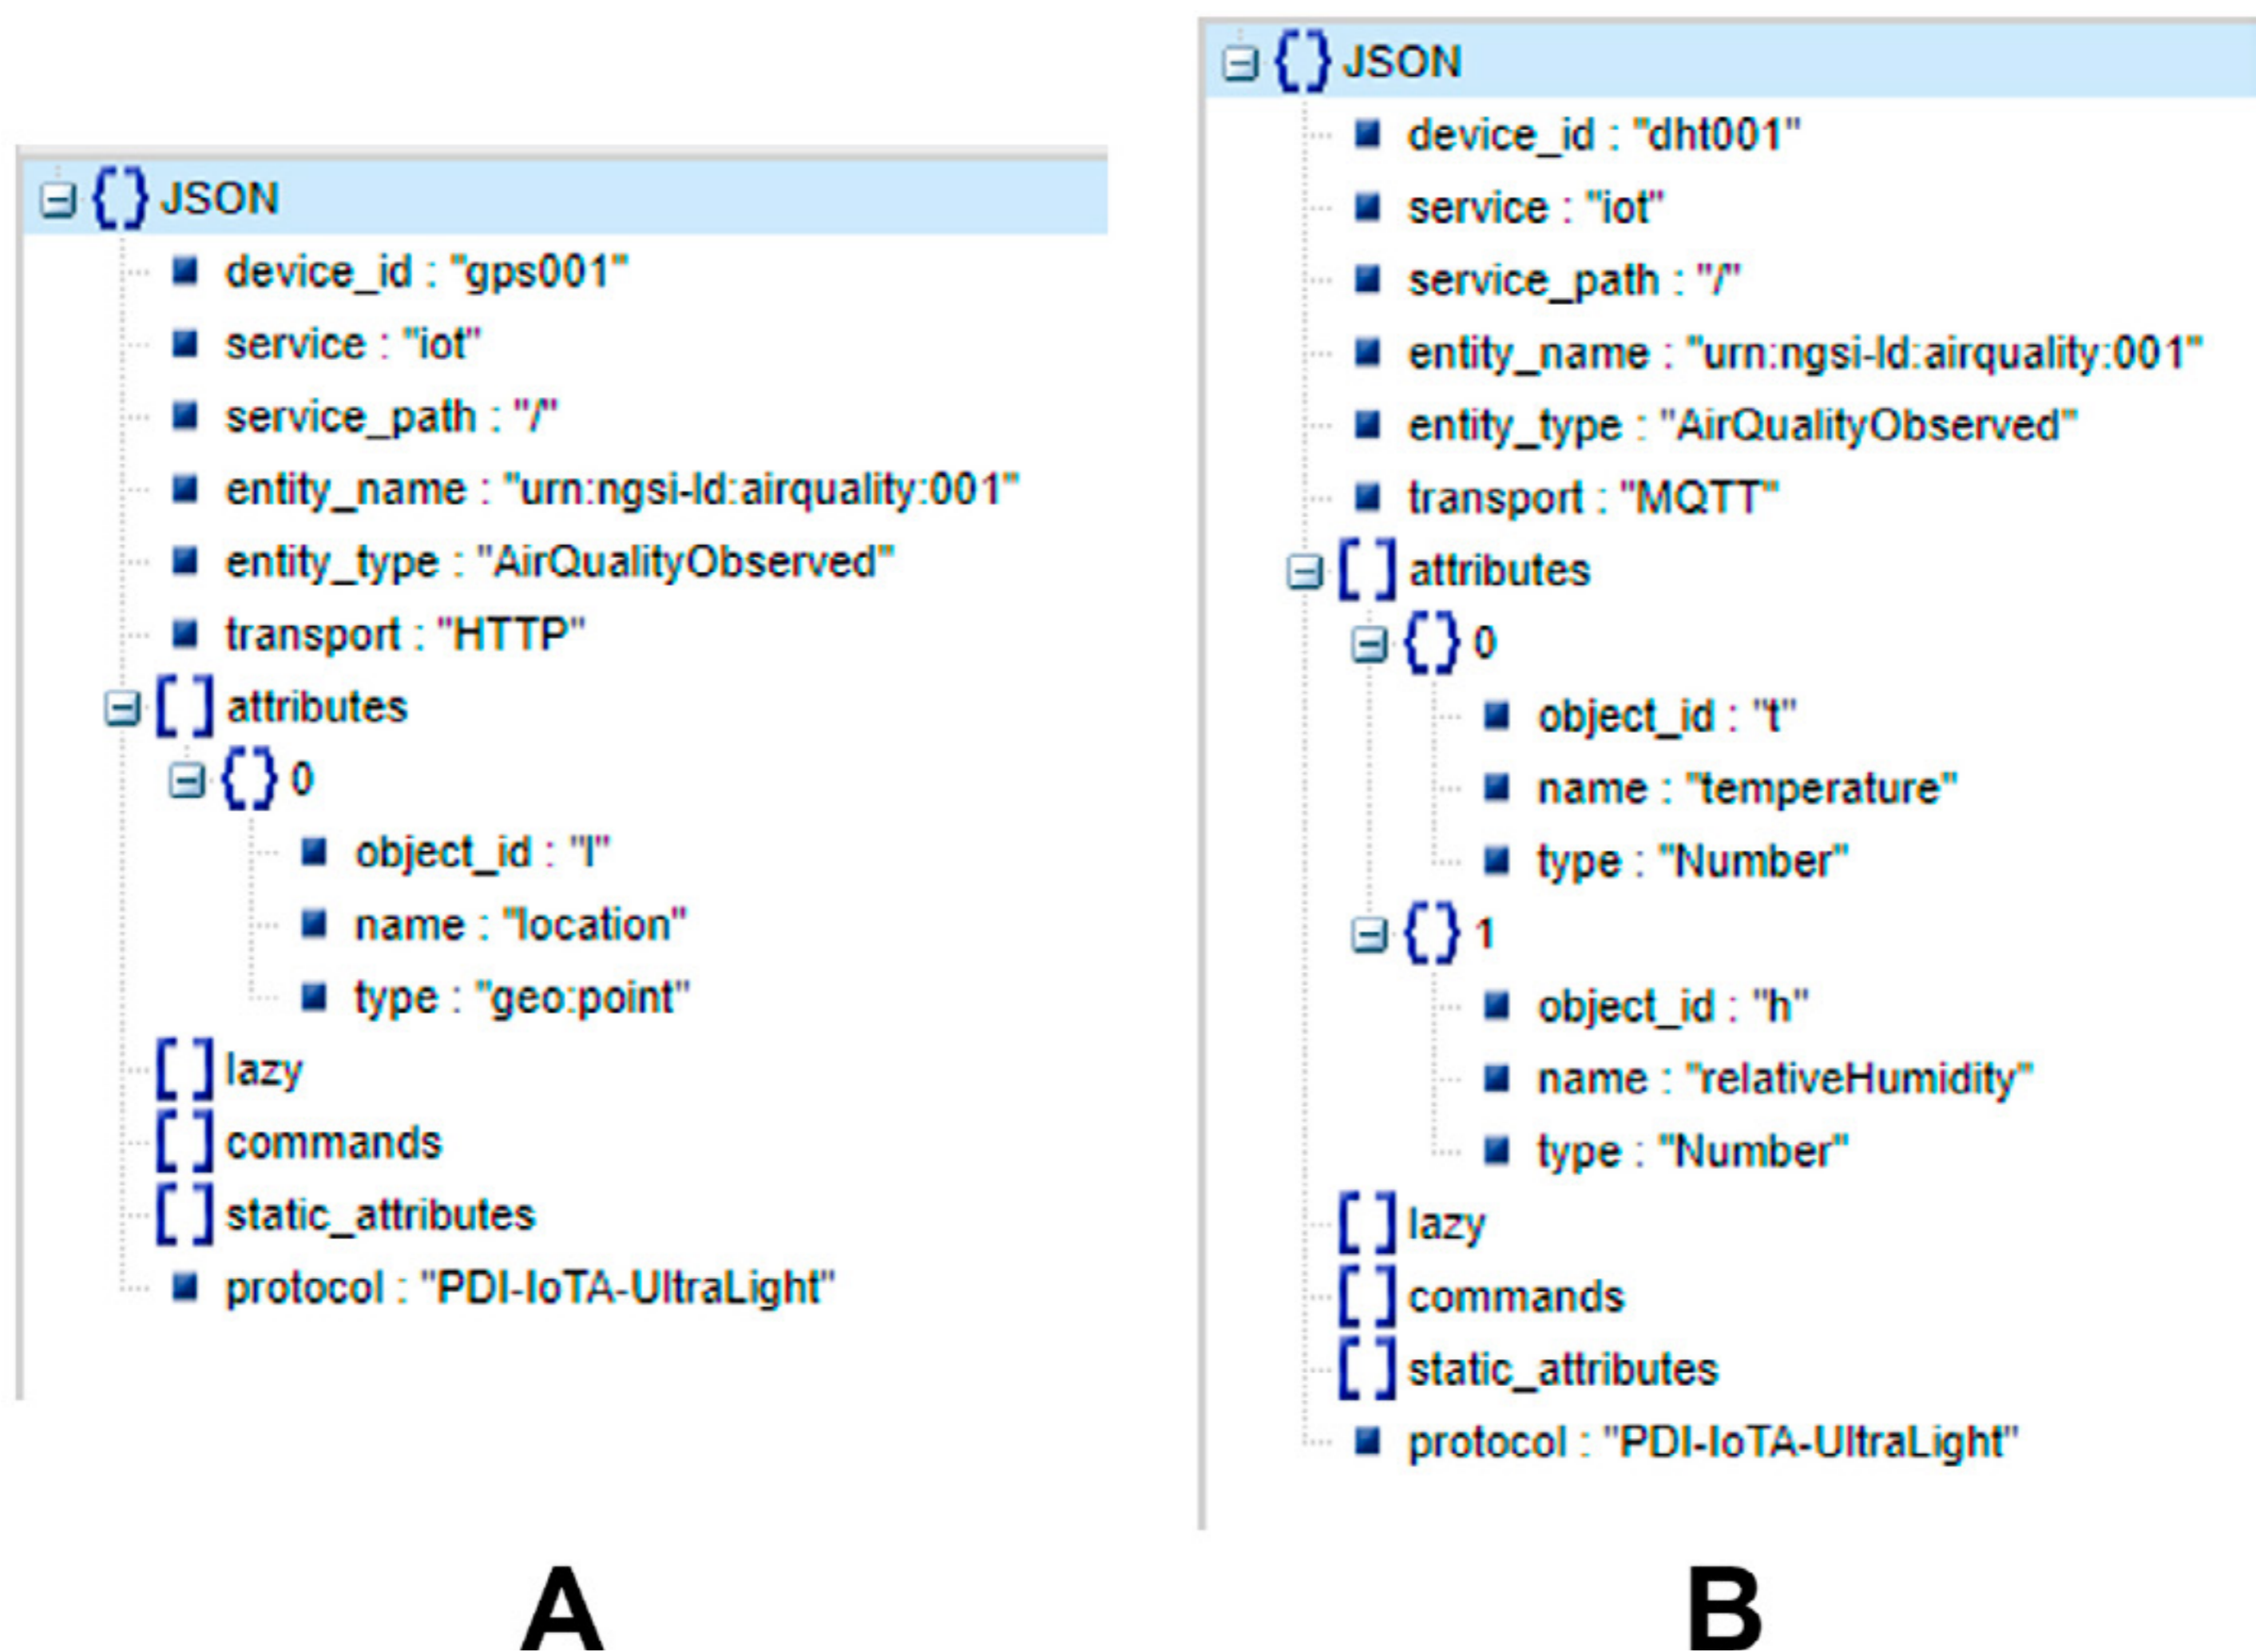 JSON
device_id : "gps001"
service : "iot"
service_path : "/"
entity_name : "urn:ngsi-ld:airquality:001"
entity_type : "AirQualityObserved"
transport : "HTTP"
attributes
0
object_id : "l"
name : "location"
type : "geo:point"
lazy
commands
static_attributes
protocol : "PDI-IoTA-UltraLight"
A
JSON
device_id : "dht001"
service : "iot"
service_path : "/"
entity_name : "urn:ngsi-ld:airquality:001"
entity_type : "AirQualityObserved"
transport : "MQTT"
attributes
0
object_id : "t"
name : "temperature"
type : "Number"
1
object_id : "h"
name : "relativeHumidity"
type : "Number"
lazy
commands
static_attributes
protocol : "PDI-IoTA-UltraLight"
B